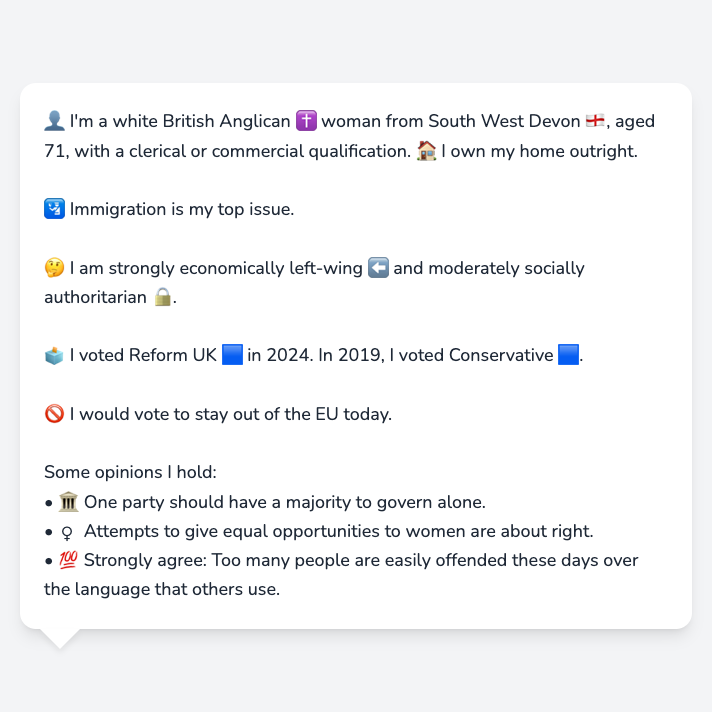 👤 I'm a white British Anglican ✝️ woman from South West Devon 🏴󠁧󠁢󠁥󠁮󠁧󠁿, aged
71, with a clerical or commercial qualification. 🏠 I own my home outright.
🛂 Immigration is my top issue.
🤔 I am strongly economically left-wing ⬅️ and moderately socially
authoritarian 🔒.
🗳️ I voted Reform UK 🟦 in 2024. In 2019, I voted Conservative 🟦.
🚫 I would vote to stay out of the EU today.
Some opinions I hold:
• 🏛️ One party should have a majority to govern alone.
• ♀ Attempts to give equal opportunities to women are about right.
• 💯 Strongly agree: Too many people are easily offended these days over
the language that others use.